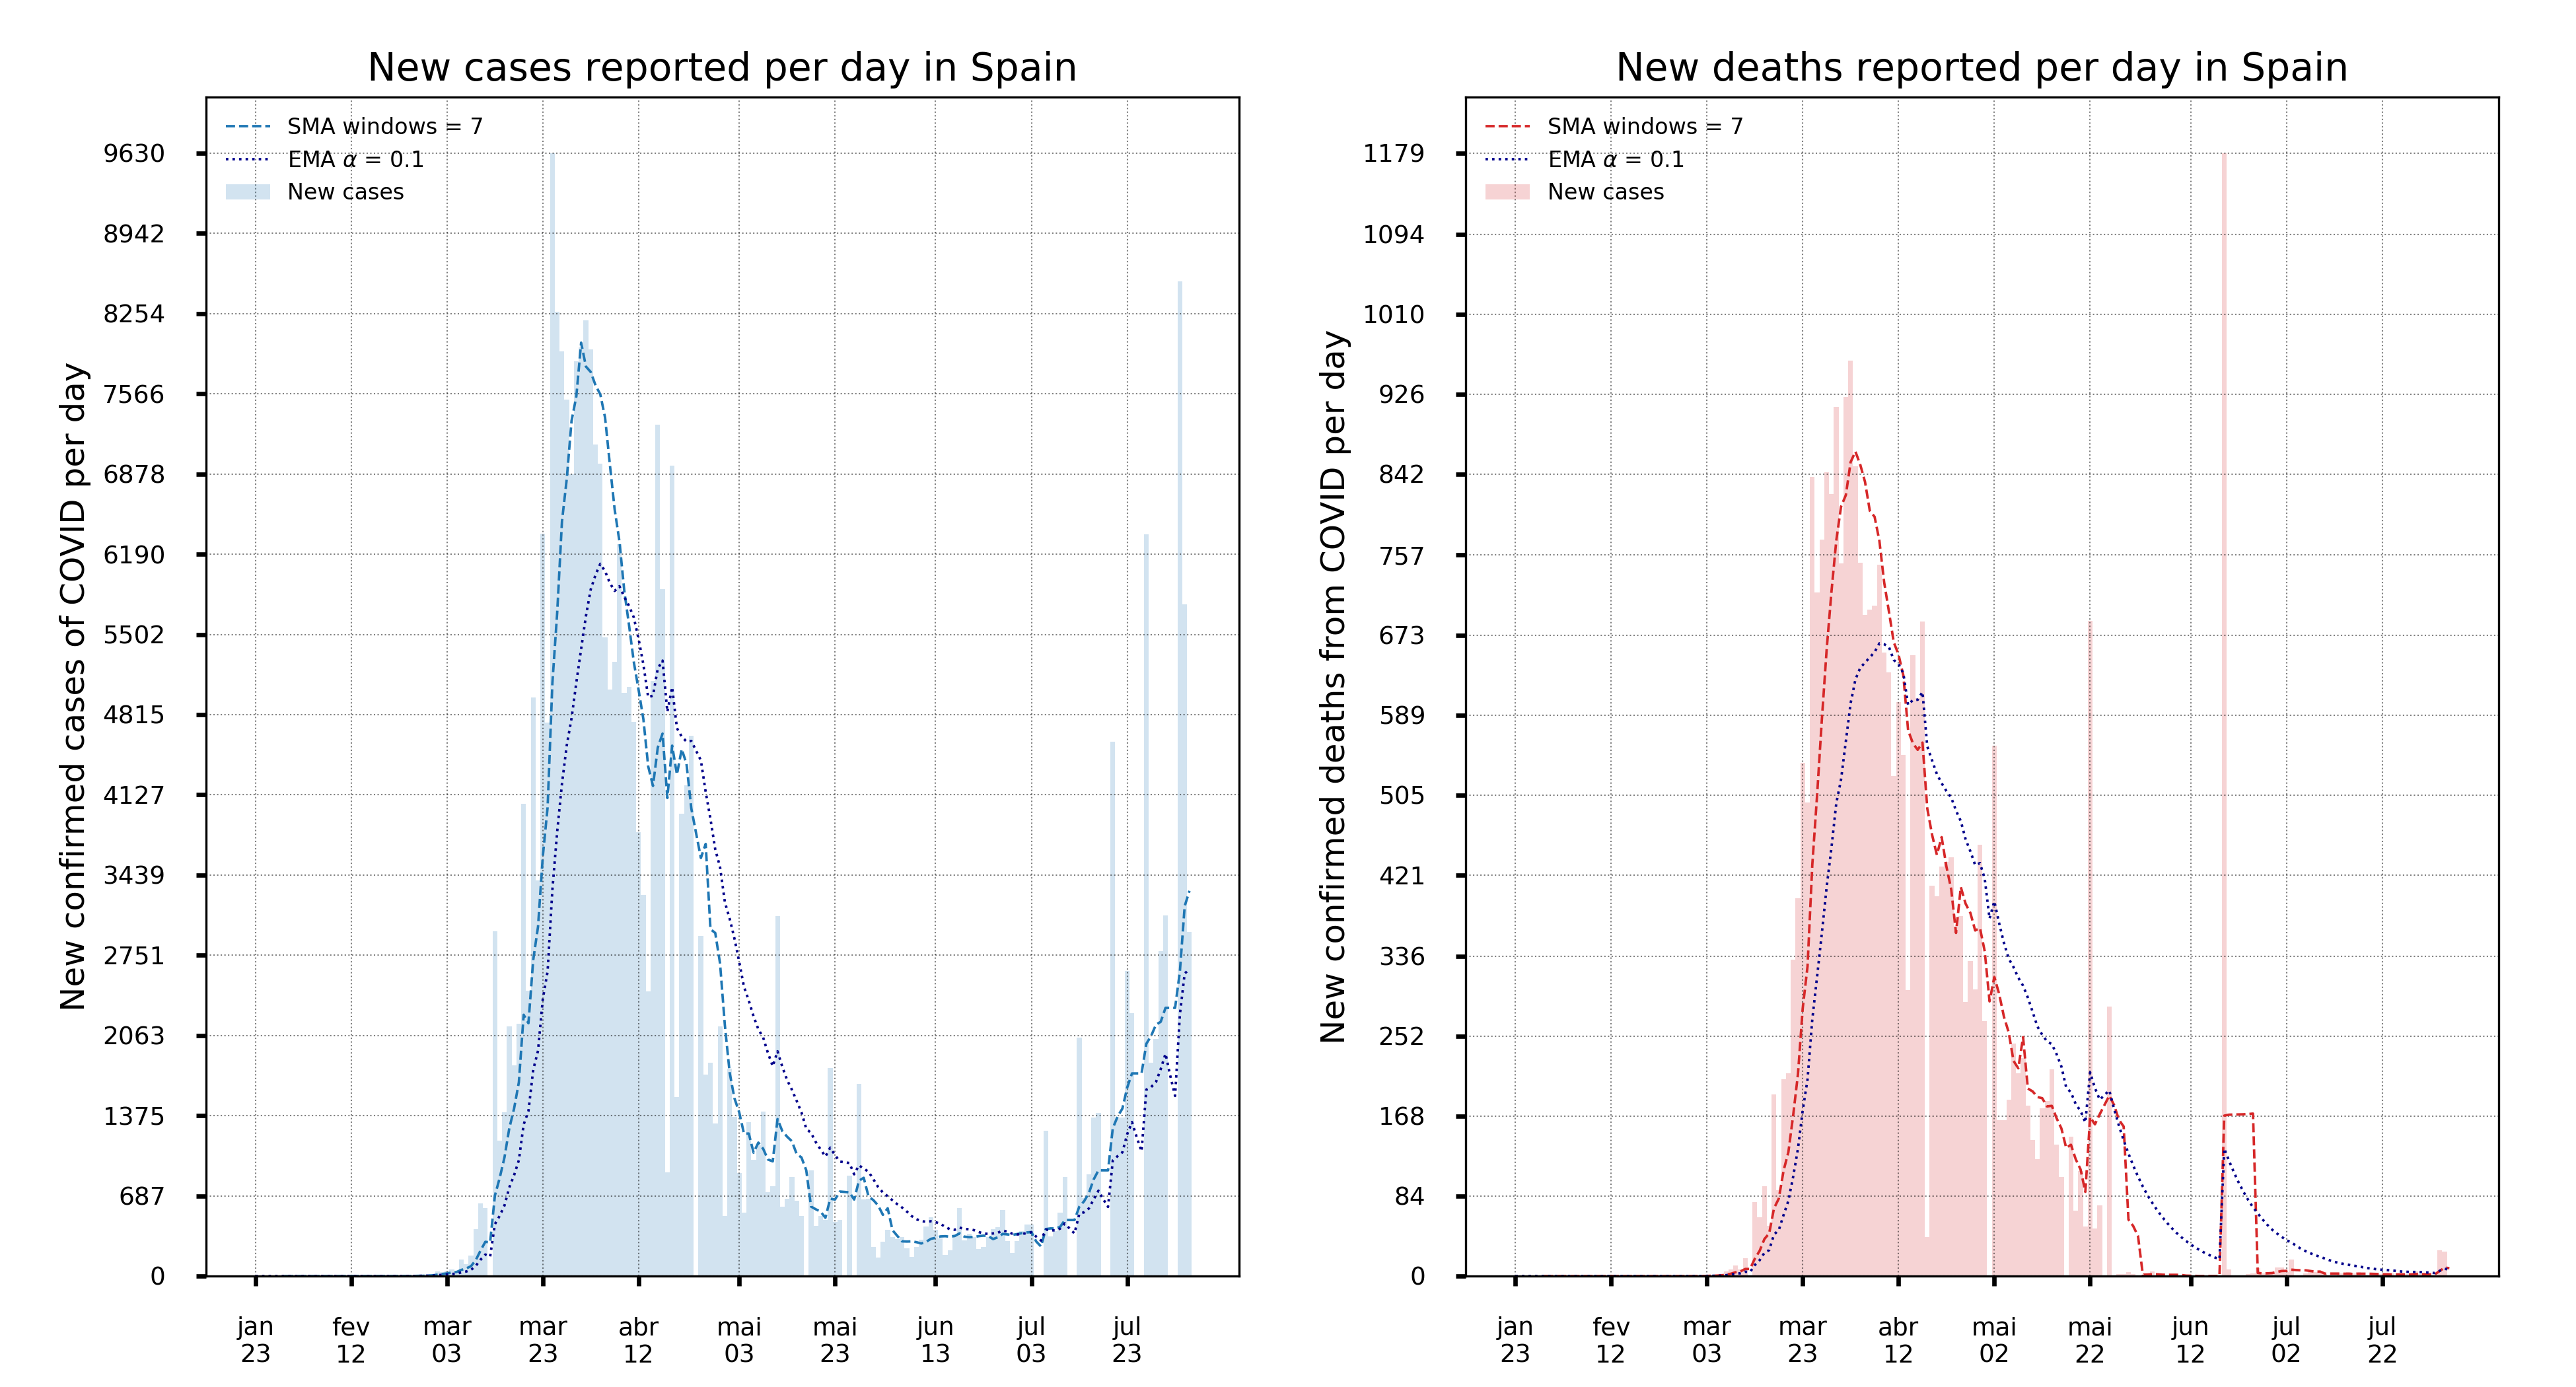 New cases reported per day in Spain
SMA windows = 7
EMA α = 0.1
New cases
New confirmed cases of COVID per day
9630
8942
8254
7566
6878
6190
5502
4815
4127
3439
2751
2063
1375
687
0
jan 23
fev 12
mar 03
mar 23
abr 12
mai 03
mai 23
jun 13
jul 03
jul 23
New deaths reported per day in Spain
SMA windows = 7
EMA α = 0.1
New cases
New confirmed deaths from COVID per day
1179
1094
1010
926
842
757
673
589
505
421
336
252
168
84
0
jan 23
fev 12
mar 03
mar 23
abr 12
mai 02
mai 22
jun 12
jul 02
jul 22